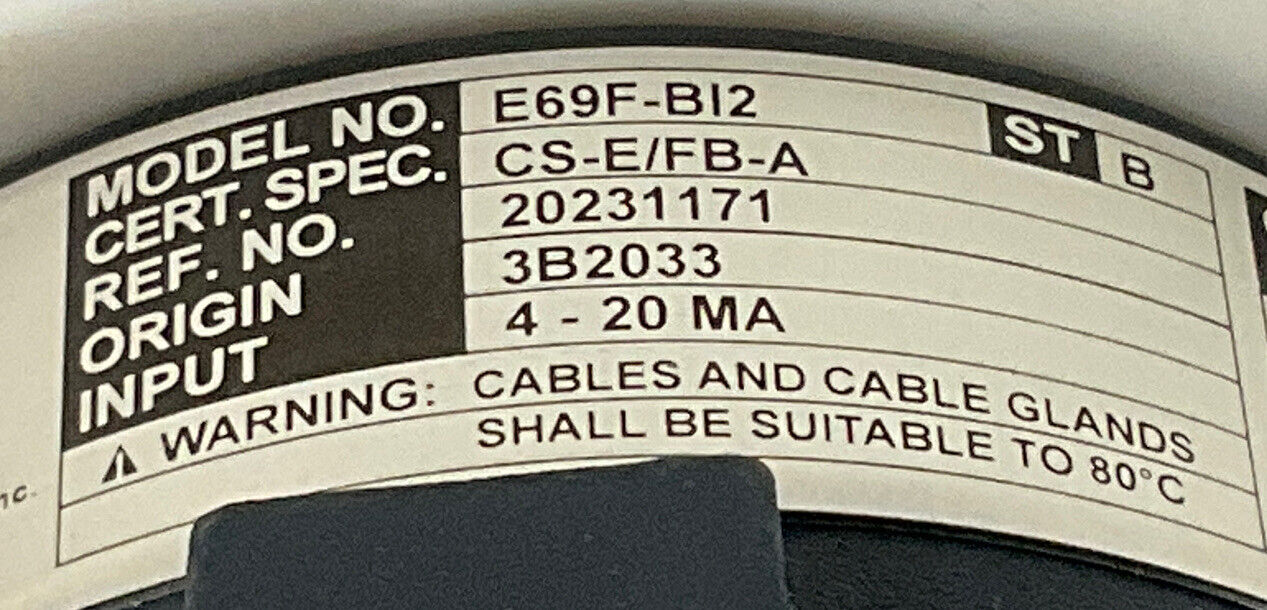 MODEL NO. E69F-BI2 ST B
CERT. SPEC. CS-E/FB-A
REF. NO. 20231171
ORIGIN 3B2033
INPUT 4 - 20 MA
⚠ WARNING: CABLES AND CABLE GLANDS
SHALL BE SUITABLE TO 80°C